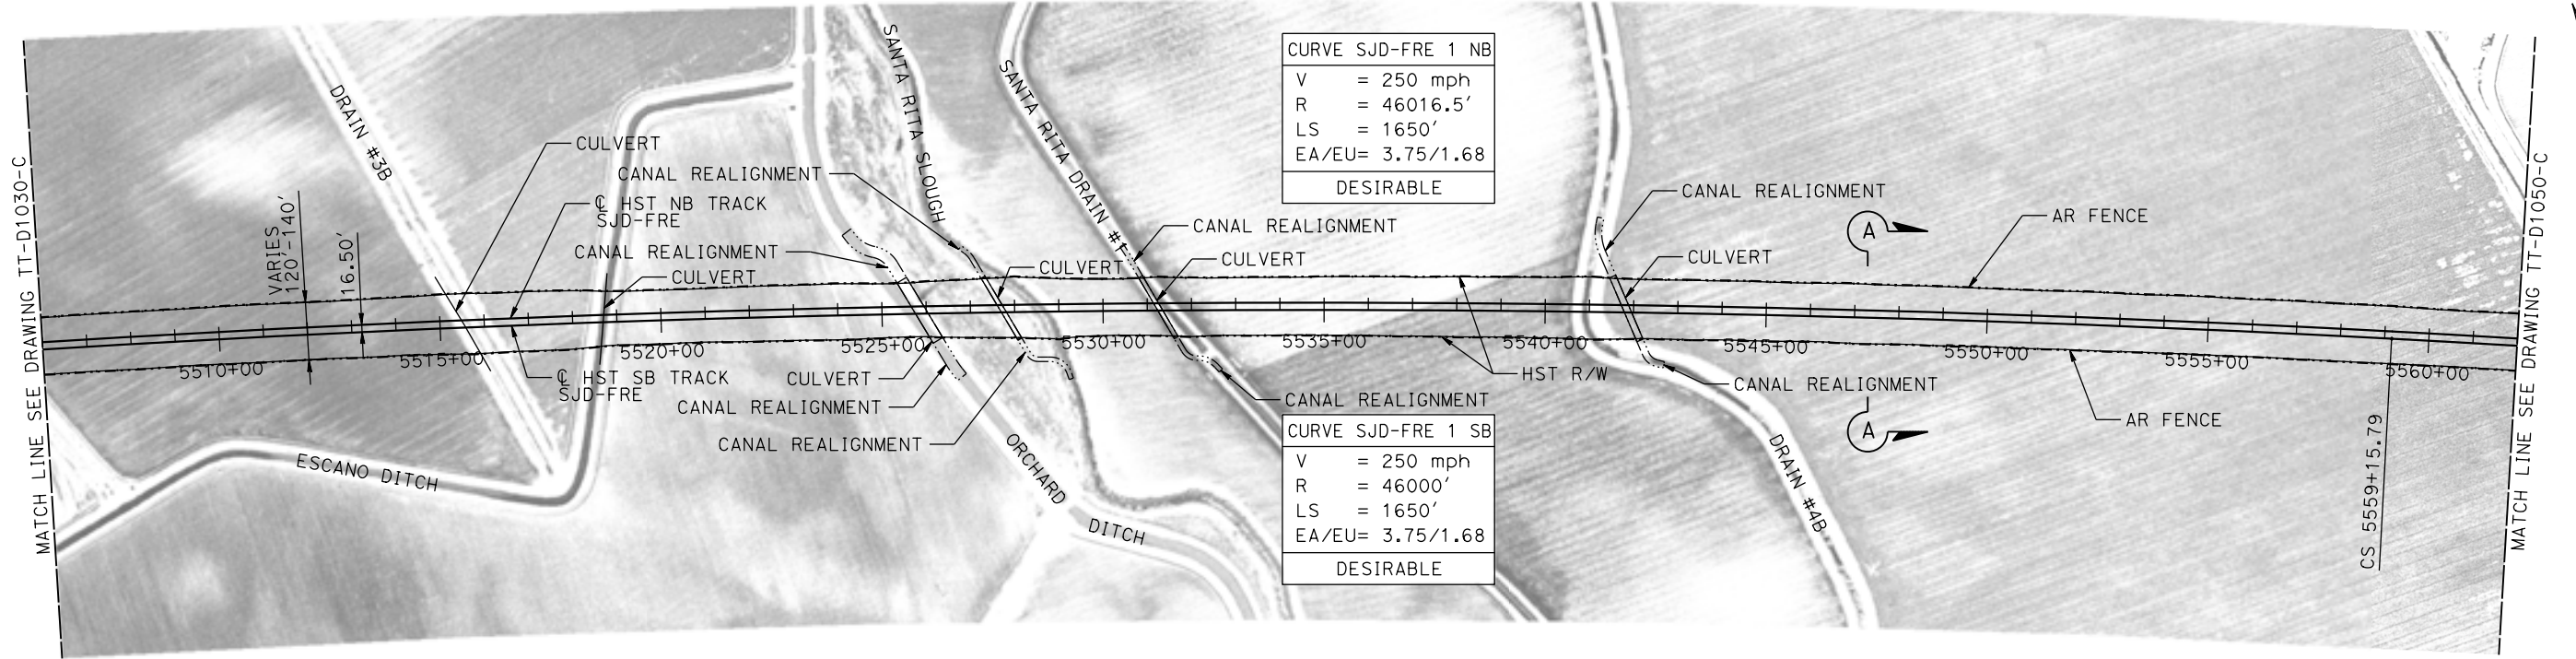 MATCH LINE SEE DRAWING TT-D1030-C
DRAIN #3B
ESCANO DITCH
VARIES
120'-140'
16.50'
CULVERT
CANAL REALIGNMENT
℄ HST NB TRACK
SJD-FRE
CANAL REALIGNMENT
CULVERT
℄ HST SB TRACK
SJD-FRE
CULVERT
CANAL REALIGNMENT
CANAL REALIGNMENT
SANTA RITA SLOUGH
SANTA RITA DRAIN #1
ORCHARD
DITCH
CULVERT
CANAL REALIGNMENT
CULVERT
CANAL REALIGNMENT
CURVE SJD-FRE 1 NB
V = 250 mph
R = 46016.5'
LS = 1650'
EA/EU= 3.75/1.68
DESIRABLE
CURVE SJD-FRE 1 SB
V = 250 mph
R = 46000'
LS = 1650'
EA/EU= 3.75/1.68
DESIRABLE
5510+00
5515+00
5520+00
5525+00
5530+00
5535+00
5540+00
5545+00
5550+00
5555+00
5560+00
HST R/W
CANAL REALIGNMENT
CULVERT
CANAL REALIGNMENT
DRAIN #4B
A
A
AR FENCE
AR FENCE
CS 5559+15.79
MATCH LINE SEE DRAWING TT-D1050-C